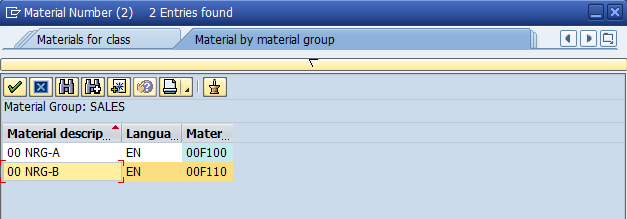 Material Number (2) 2 Entries found
Materials for class Material by material group
Material Group: SALES
Material descrip... Langua... Mater...
00 NRG-A EN 00F100
00 NRG-B EN 00F110